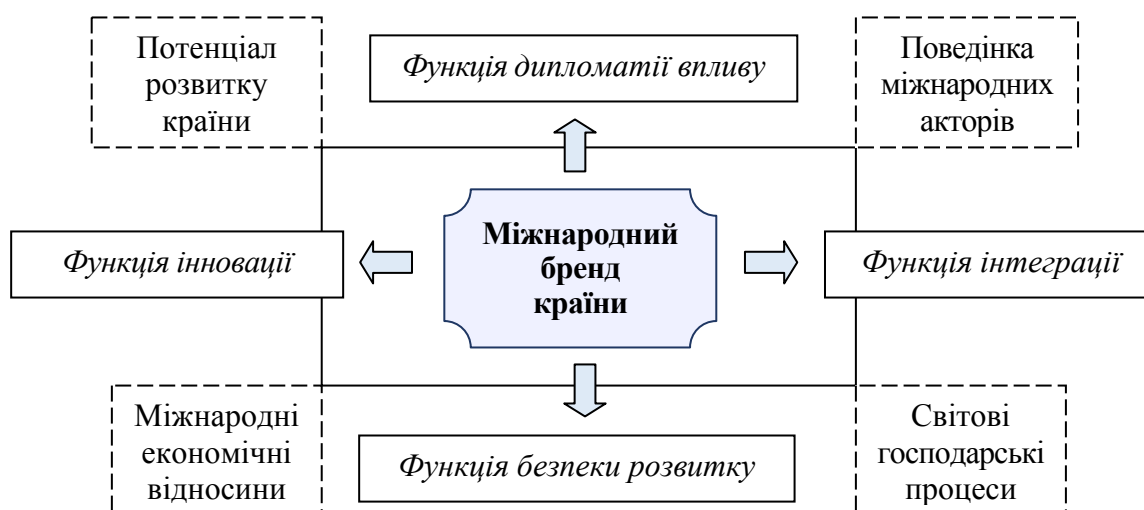 Потенціал
розвитку
країни
Функція дипломатії впливу
Поведінка
міжнародних
акторів
Функція інновації
Міжнародний
бренд
країни
Функція інтеграції
Міжнародні
економічні
відносини
Функція безпеки розвитку
Світові
господарські
процеси